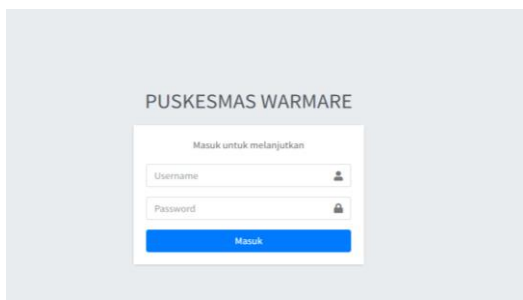 PUSKESMAS WARMARE
Masuk untuk melanjutkan
Username
Password
Masuk